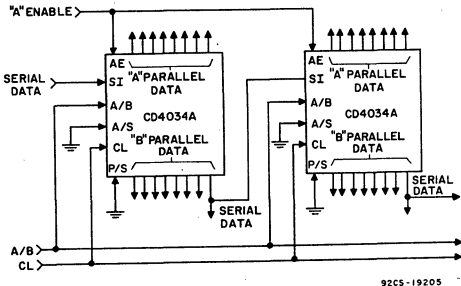 "A" ENABLE
SERIAL
DATA
AE
SI
A/B
A/S
CL
P/S
"A" PARALLEL
DATA
CD4034A
"B" PARALLEL
DATA
SERIAL
DATA
AE
SI
A/B
A/S
CL
P/S
"A" PARALLEL
DATA
CD4034A
"B" PARALLEL
DATA
SERIAL
DATA
A/B
CL
92CS-19205